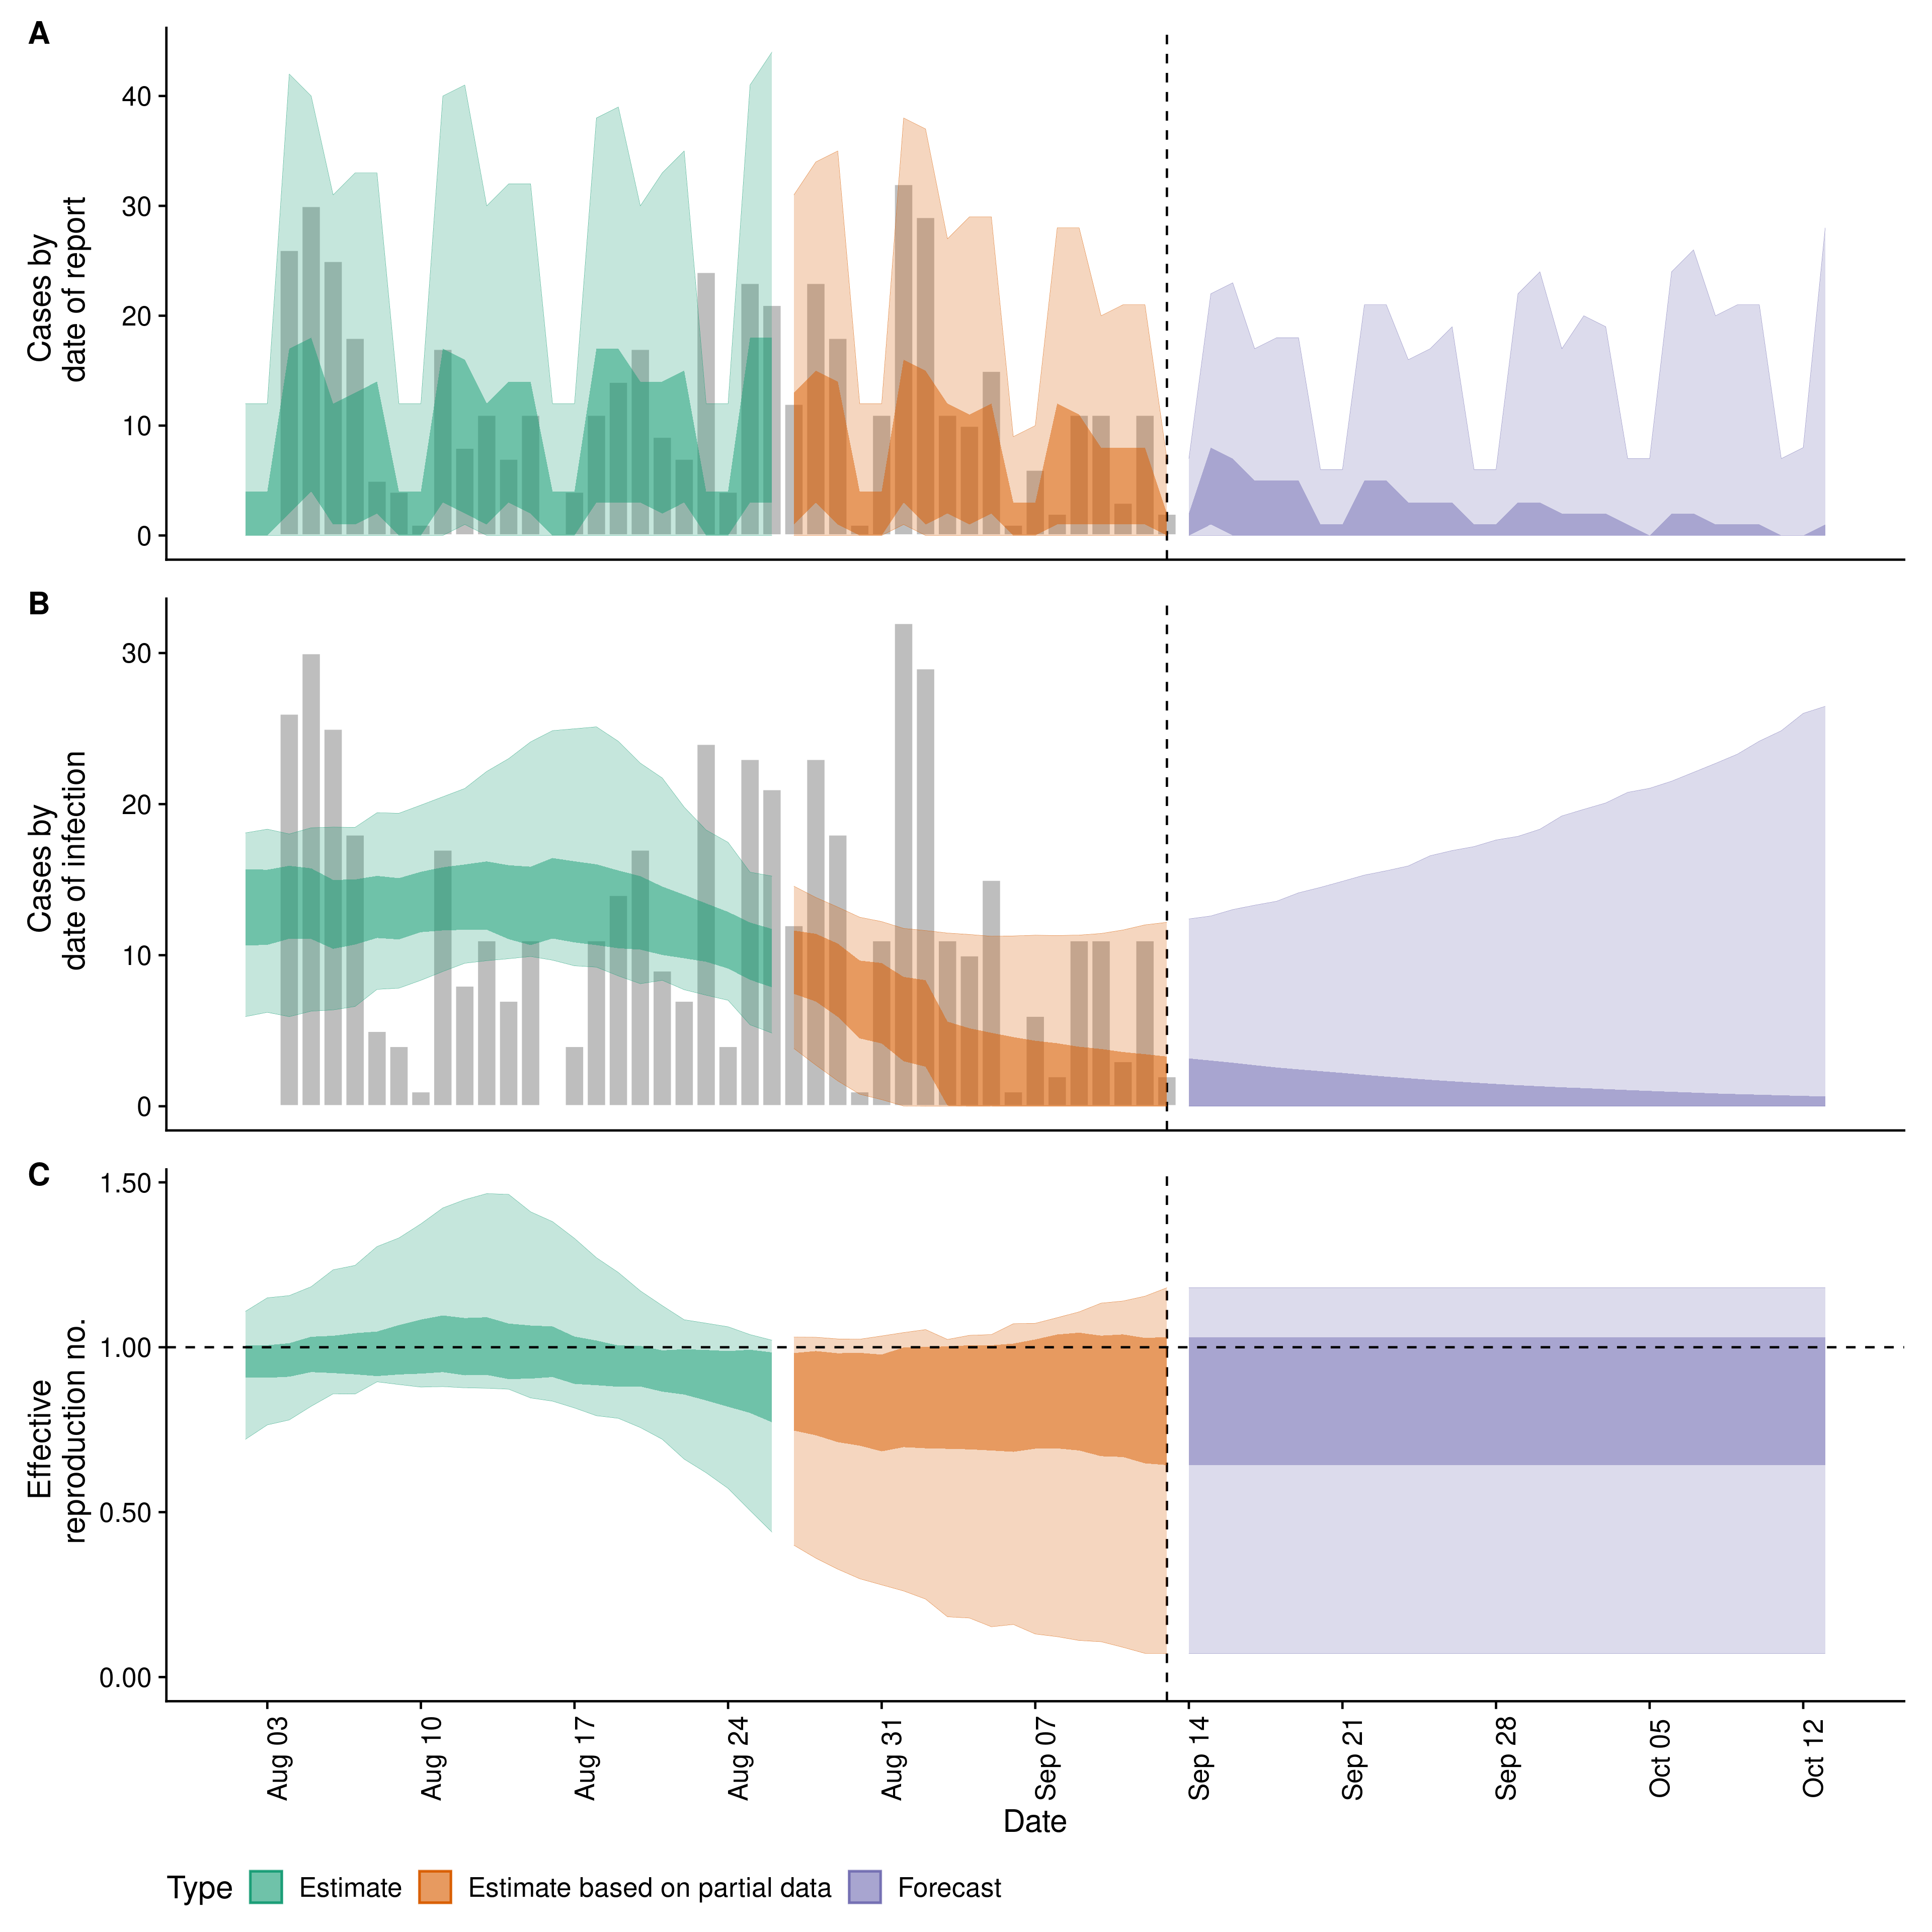 A
Cases by
date of report
40
30
20
10
0
B
Cases by
date of infection
30
20
10
0
C
Effective
reproduction no.
1.50
1.00
0.50
0.00
Aug 03
Aug 10
Aug 17
Aug 24
Aug 31
Sep 07
Sep 14
Sep 21
Sep 28
Oct 05
Oct 12
Date
Type
Estimate
Estimate based on partial data
Forecast